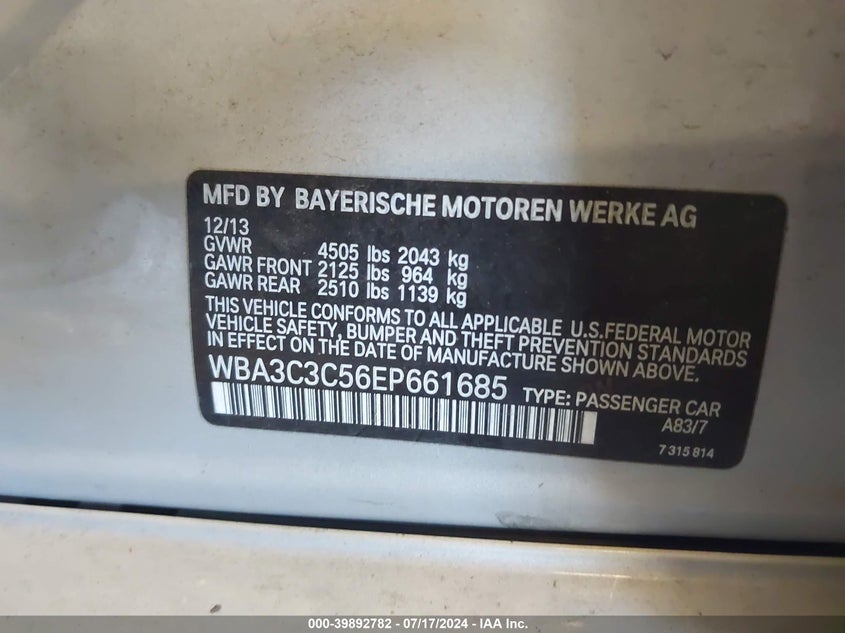 MFD BY BAYERISCHE MOTOREN WERKE AG
12/13
GVWR 4505 lbs 2043 kg
GAWR FRONT 2125 lbs 964 kg
GAWR REAR 2510 lbs 1139 kg
THIS VEHICLE CONFORMS TO ALL APPLICABLE U.S.FEDERAL MOTOR
VEHICLE SAFETY, BUMPER AND THEFT PREVENTION STANDARDS
IN EFFECT ON THE DATE OF MANUFACTURE SHOWN ABOVE.
WBA3C3C56EP661685 TYPE: PASSENGER CAR
A83/7
7 315 814
000-39892782 / 07/17/2024 - IAA Inc.